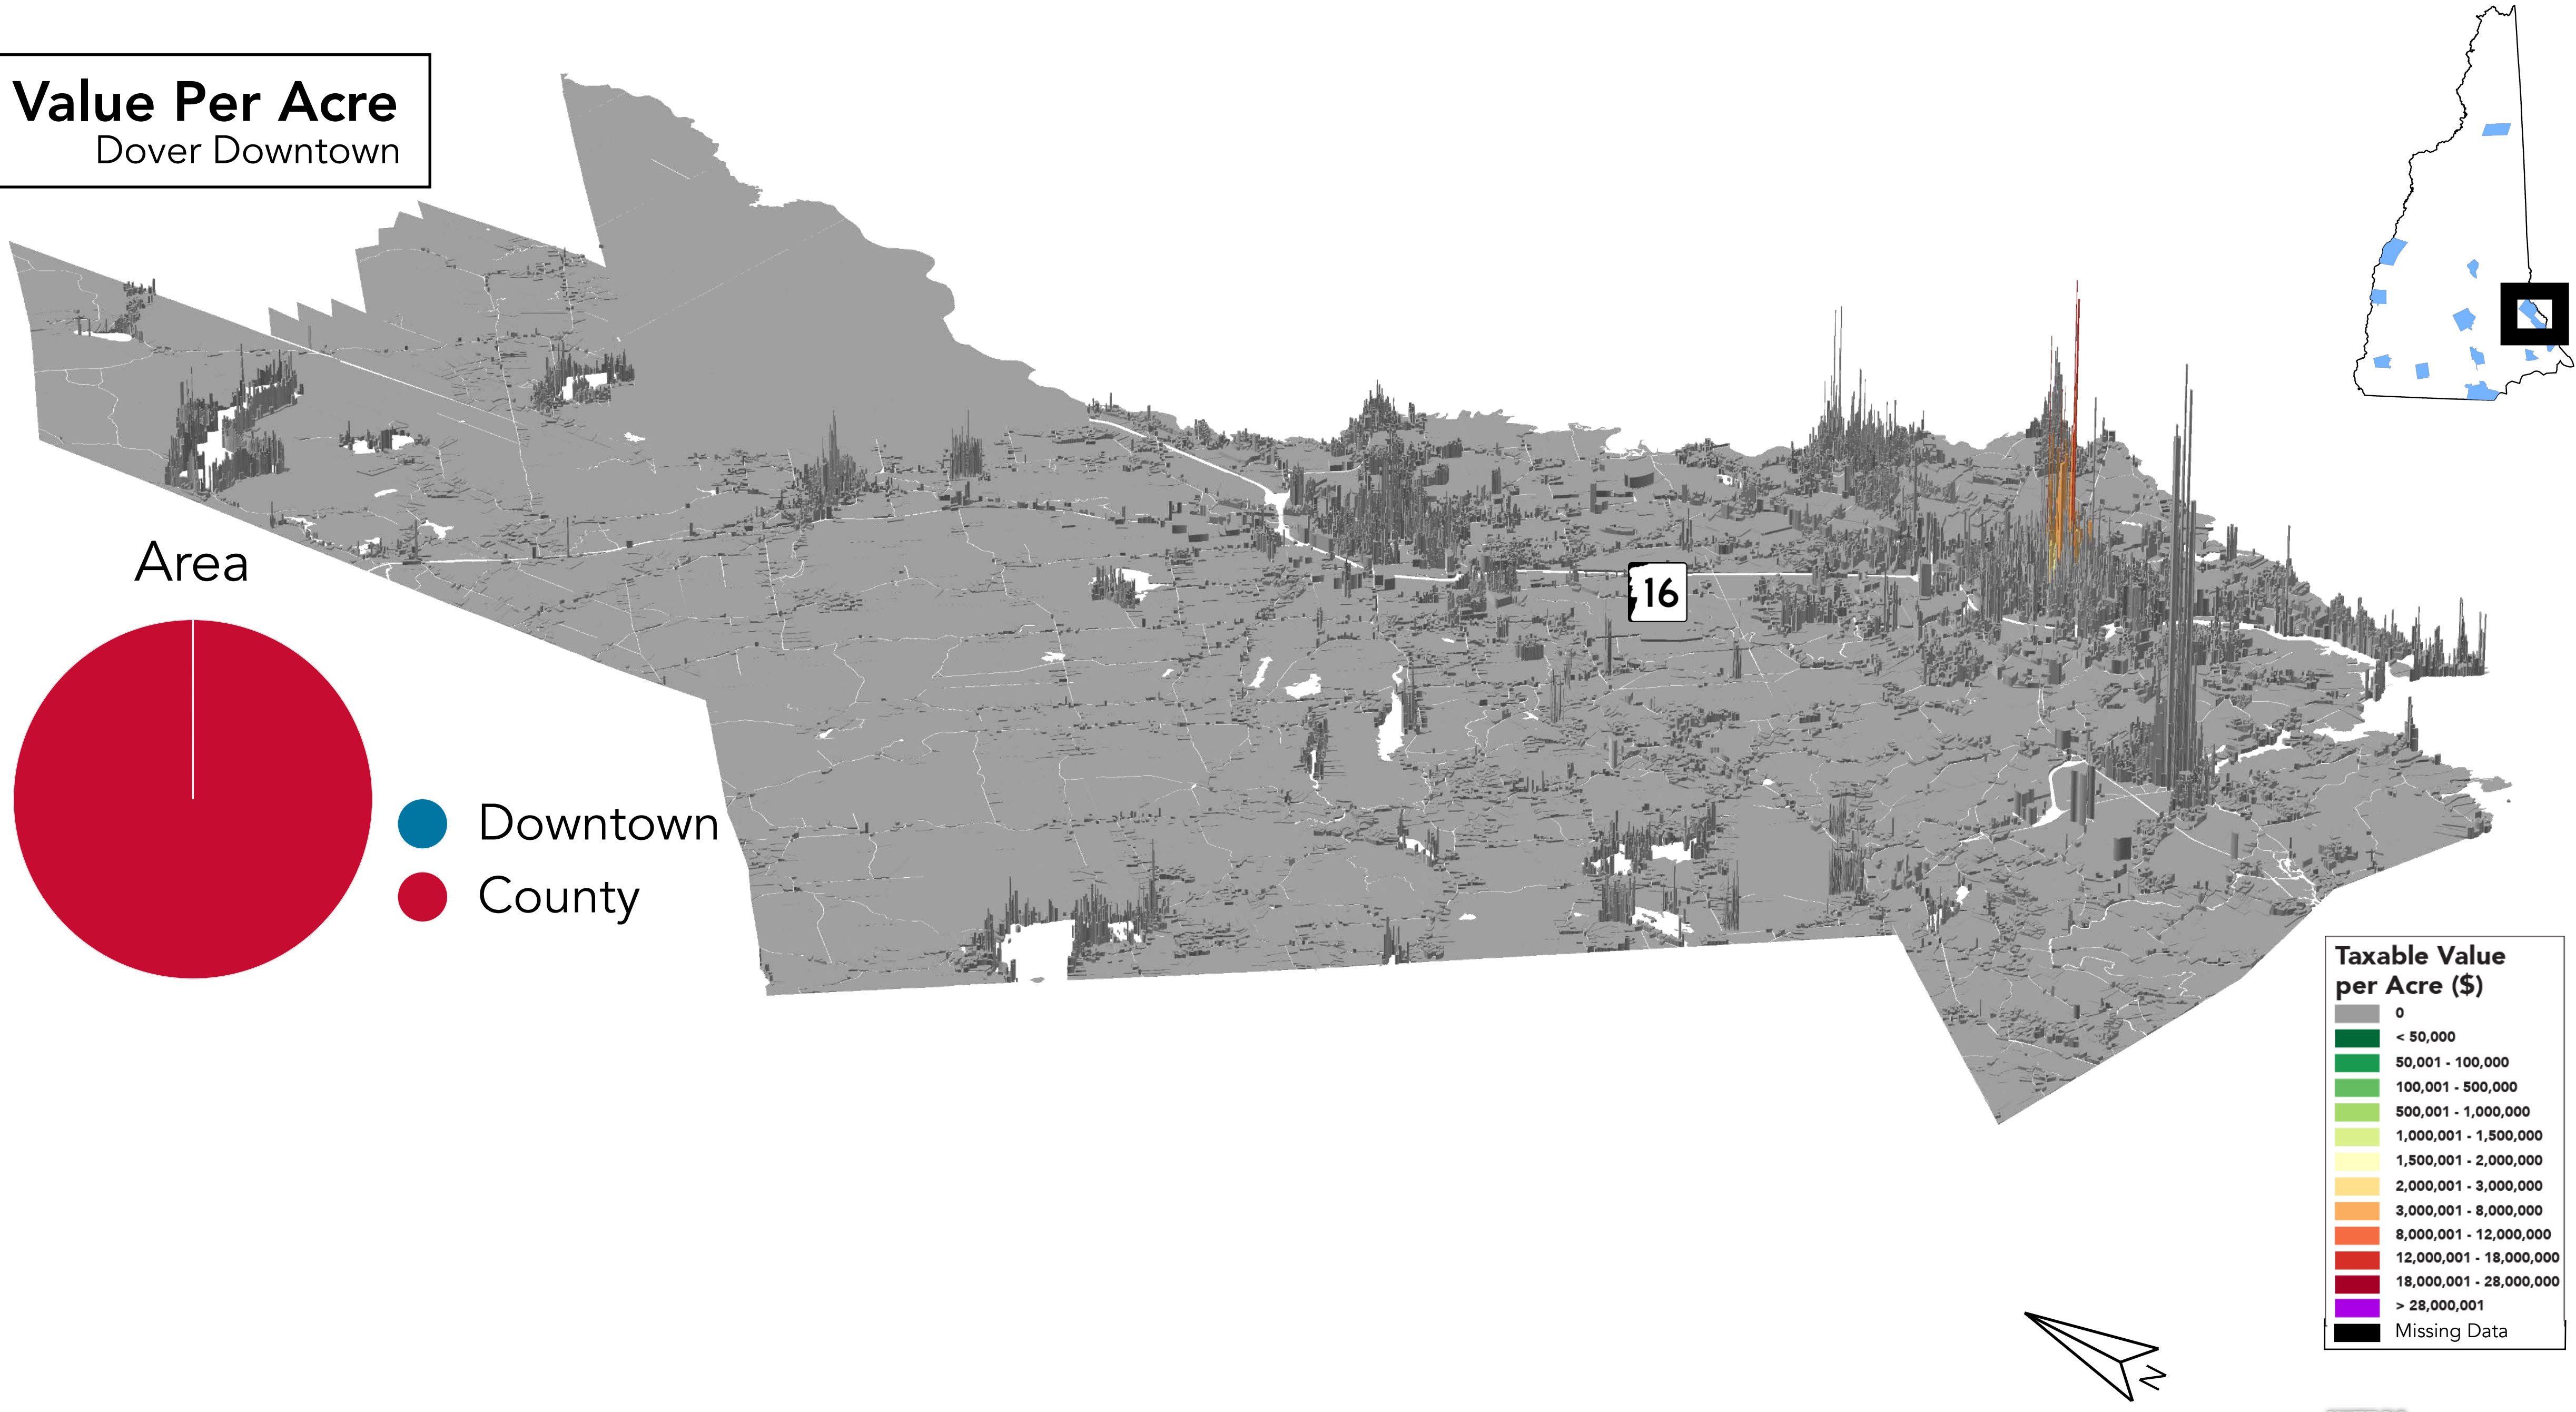 Value Per Acre
Dover Downtown
Area
Downtown
County
16
Taxable Value
per Acre ($)
0
< 50,000
50,001 - 100,000
100,001 - 500,000
500,001 - 1,000,000
1,000,001 - 1,500,000
1,500,001 - 2,000,000
2,000,001 - 3,000,000
3,000,001 - 8,000,000
8,000,001 - 12,000,000
12,000,001 - 18,000,000
18,000,001 - 28,000,000
> 28,000,001
Missing Data
N